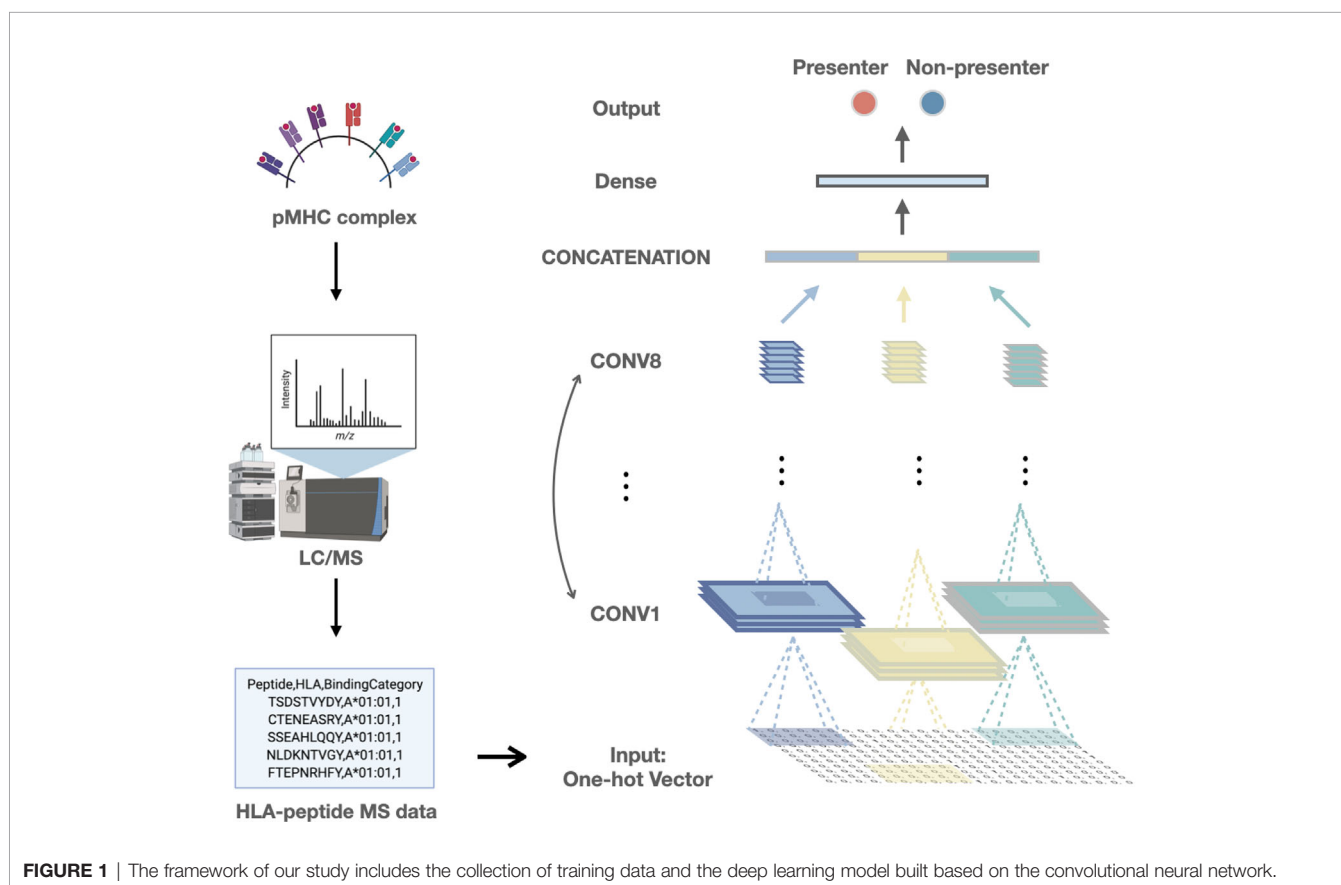 pMHC complex
Intensity
m/z
LC/MS
Peptide,HLA,BindingCategory
TSDSTVYDY,A*01:01,1
CTENEASRY,A*01:01,1
SSEAHLQQY,A*01:01,1
NLDKNTVGY,A*01:01,1
FTEPNRHFY,A*01:01,1
HLA-peptide MS data
Presenter Non-presenter
Output
Dense
CONCATENATION
CONV8
CONV1
Input:
One-hot Vector
FIGURE 1 | The framework of our study includes the collection of training data and the deep learning model built based on the convolutional neural network.